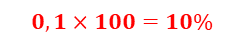 0,1 × 100 = 10%